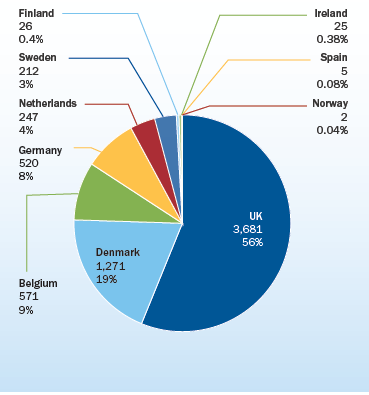 Finland
26
0.4%
Sweden
212
3%
Netherlands
247
4%
Germany
520
8%
Belgium
571
9%
Denmark
1,271
19%
UK
3,681
56%
Ireland
25
0.38%
Spain
5
0.08%
Norway
2
0.04%